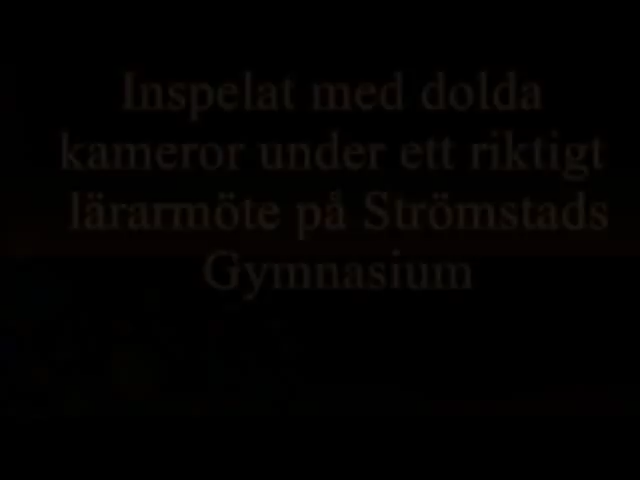 Inspelat med dolda
kameror under ett riktigt
lärarmöte på Strömstads
Gymnasium